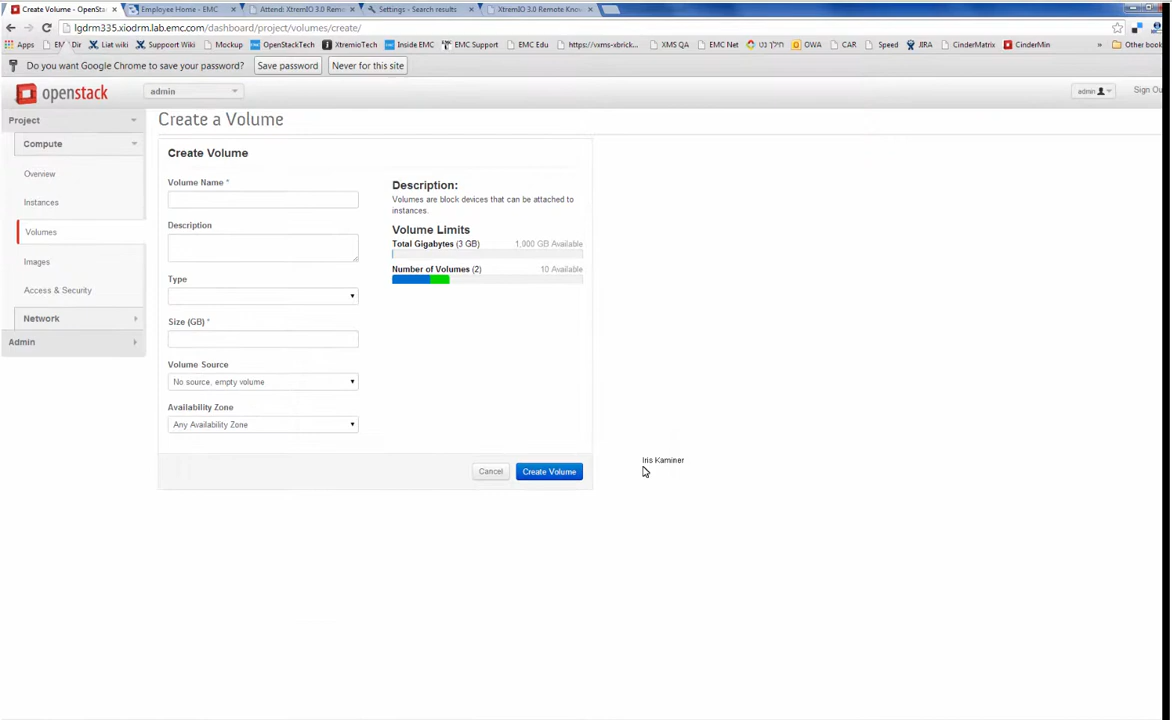 Create Volume - OpenSta
Employee Home - EMC
Attend: XtremIO 3.0 Remo
Settings - Search results
XtremIO 3.0 Remote Know
lgdrm335.xiodrm.lab.emc.com/dashboard/project/volumes/create/
Apps
Dir
Liat wiki
Support Wiki
Mockup
OpenStackTech
XtremioTech
Inside EMC
EMC Support
EMC Edu
https://vxms-xbrick...
XMS QA
EMC Net
OWA
CAR
Speed
JIRA
CinderMatrix
CinderMin
»
Other book
Do you want Google Chrome to save your password?
Save password
Never for this site
openstack
admin
admin
Sign Ou
Project
Compute
Overview
Instances
Volumes
Images
Access & Security
Network
Admin
Create a Volume
Create Volume
Volume Name *
Description
Type
Size (GB) *
Volume Source
No source, empty volume
Availability Zone
Any Availability Zone
Description:
Volumes are block devices that can be attached to
instances.
Volume Limits
Total Gigabytes (3 GB) 1,000 GB Available
Number of Volumes (2) 10 Available
Cancel
Create Volume
Iris Kaminer